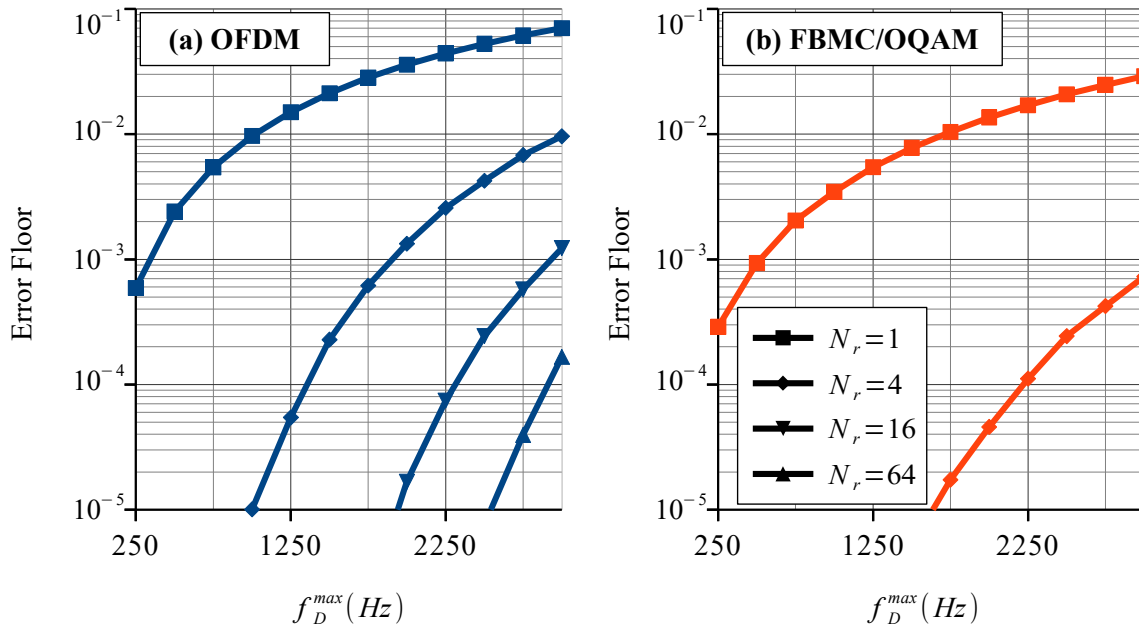 (a) OFDM
(b) FBMC/OQAM
Error Floor
10⁻¹
10⁻²
10⁻³
10⁻⁴
10⁻⁵
250
1250
2250
f_D^{max}(Hz)
Error Floor
10⁻¹
10⁻²
10⁻³
10⁻⁴
10⁻⁵
N_r=1
N_r=4
N_r=16
N_r=64
250
1250
2250
f_D^{max}(Hz)